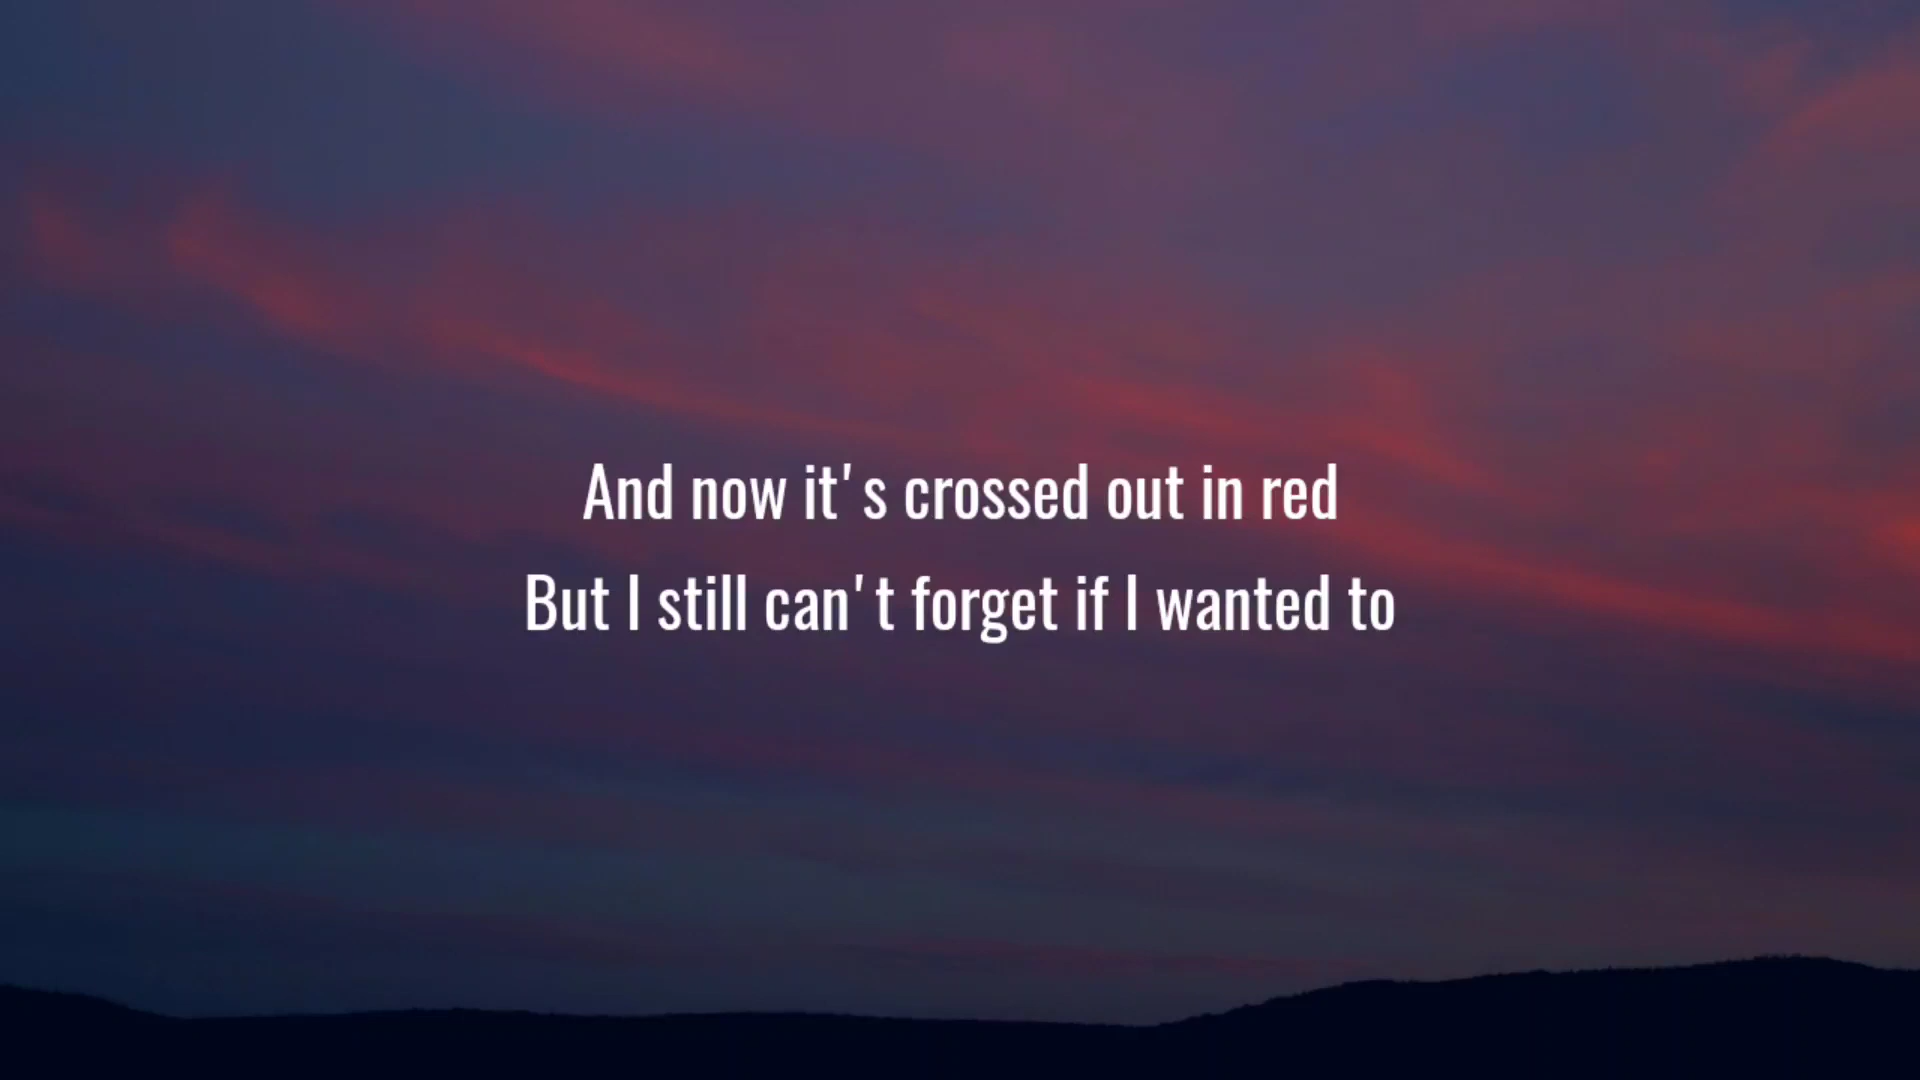 And now it's crossed out in red
But I still can't forget if I wanted to